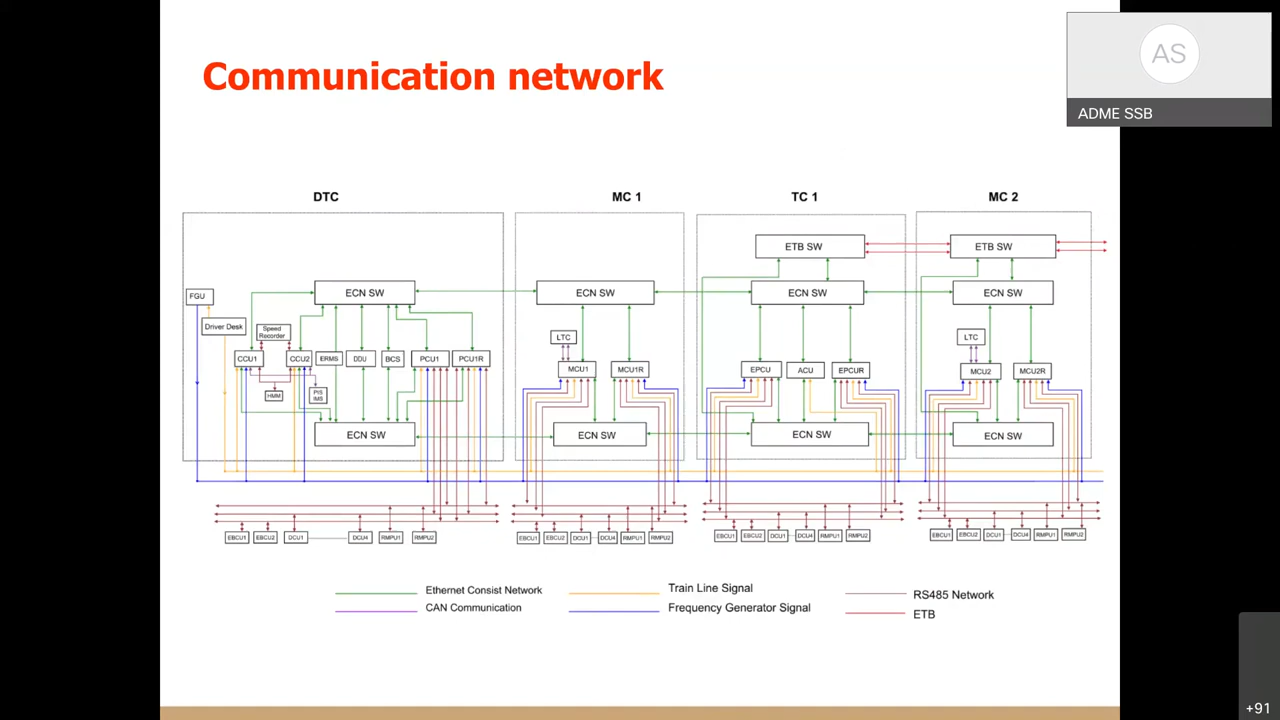 AS
ADME SSB
Communication network
DTC
MC 1
TC 1
MC 2
ETB SW
ETB SW
ECN SW
ECN SW
ECN SW
ECN SW
FGU
Driver Desk
Speed
Recorder
LTC
LTC
CCU1
CCU2
ERMS
DDU
BCS
PCU1
PCU1R
MCU1
MCU1R
EPCU
ACU
EPCUR
MCU2
MCU2R
HMM
PIS
IMS
ECN SW
ECN SW
ECN SW
ECN SW
EBCU1
EBCU2
DCU1
DCU4
RMPU1
RMPU2
EBCU1
EBCU2
DCU1
DCU4
RMPU1
RMPU2
EBCU1
EBCU2
DCU1
DCU4
RMPU1
RMPU2
EBCU1
EBCU2
DCU1
DCU4
RMPU1
RMPU2
Ethernet Consist Network
CAN Communication
Train Line Signal
Frequency Generator Signal
RS485 Network
ETB
+91